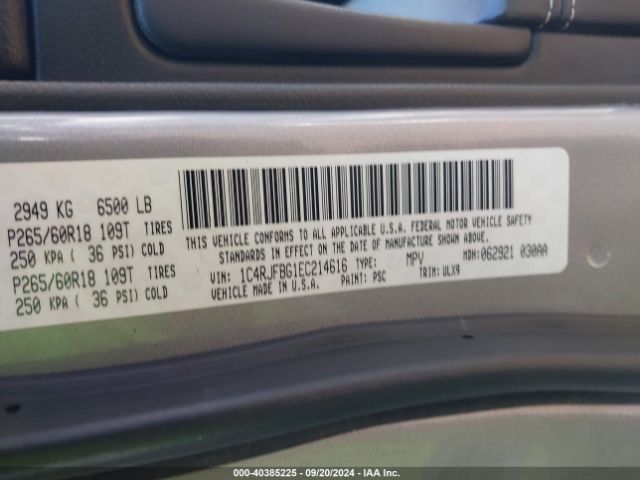 2949 KG 6500 LB
P265/60R18 109T TIRES
250 KPA ( 36 PSI) COLD
P265/60R18 109T TIRES
250 KPA ( 36 PSI) COLD
THIS VEHICLE CONFORMS TO ALL APPLICABLE U.S.A. FEDERAL MOTOR VEHICLE SAFETY
STANDARDS IN EFFECT ON THE DATE OF MANUFACTURE SHOWN ABOVE.
VIN: 1C4RJFBG1EC214616 TYPE: MPV MDH: 062921 030AA
VEHICLE MADE IN U.S.A. PAINT: PSC TRIM: ULX9
000-40385225 - 09/20/2024 - IAA Inc.